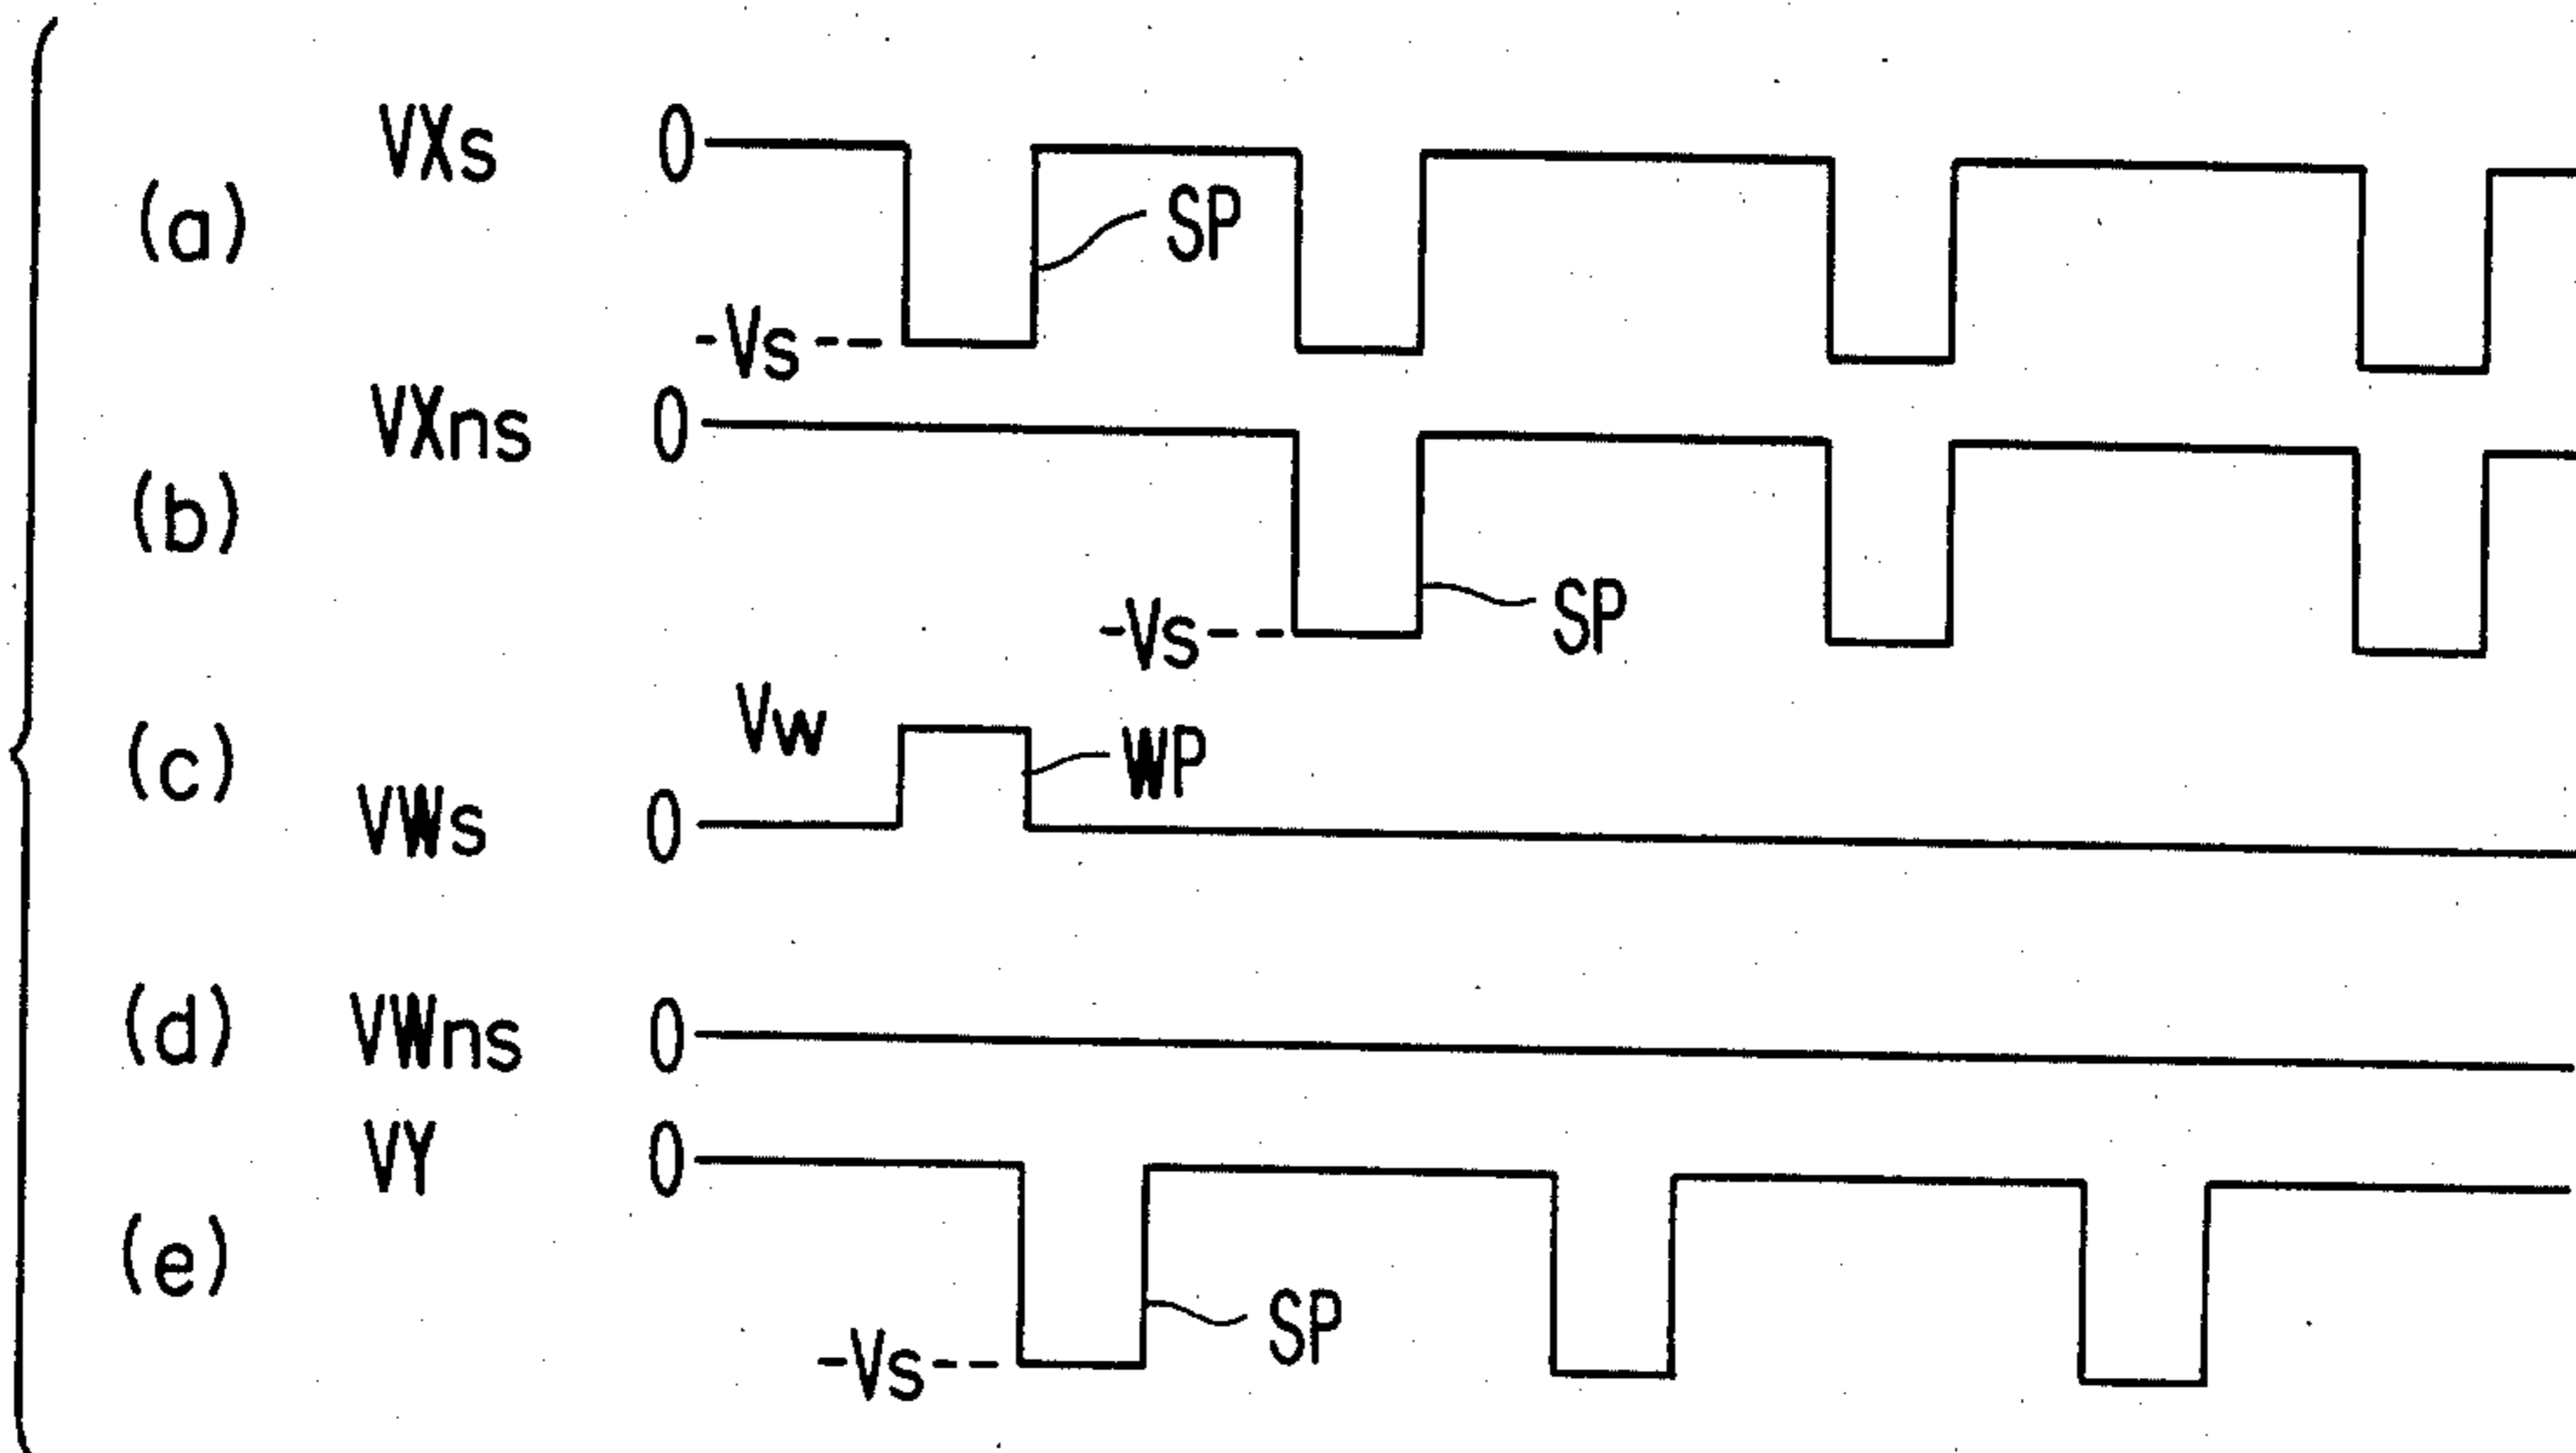 VXs 0
(a) SP
-Vs
VXns 0
(b) SP
-Vs
Vw
(c) WP
VWs 0
(d) VWns 0
VY 0
(e) SP
-Vs